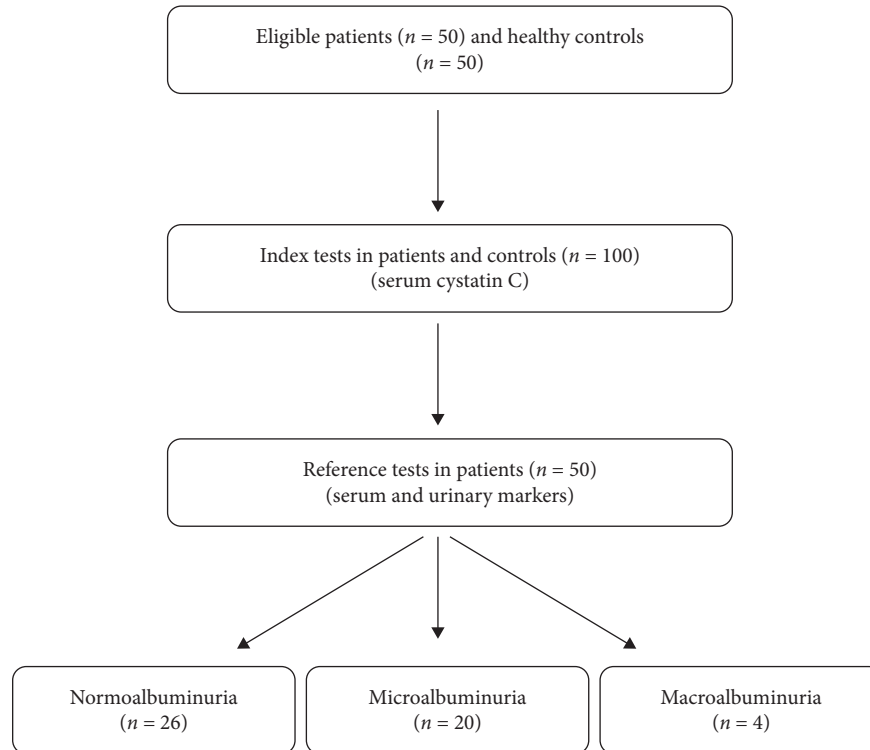 Eligible patients (n = 50) and healthy controls
(n = 50)
Index tests in patients and controls (n = 100)
(serum cystatin C)
Reference tests in patients (n = 50)
(serum and urinary markers)
Normoalbuminuria
(n = 26)
Microalbuminuria
(n = 20)
Macroalbuminuria
(n = 4)